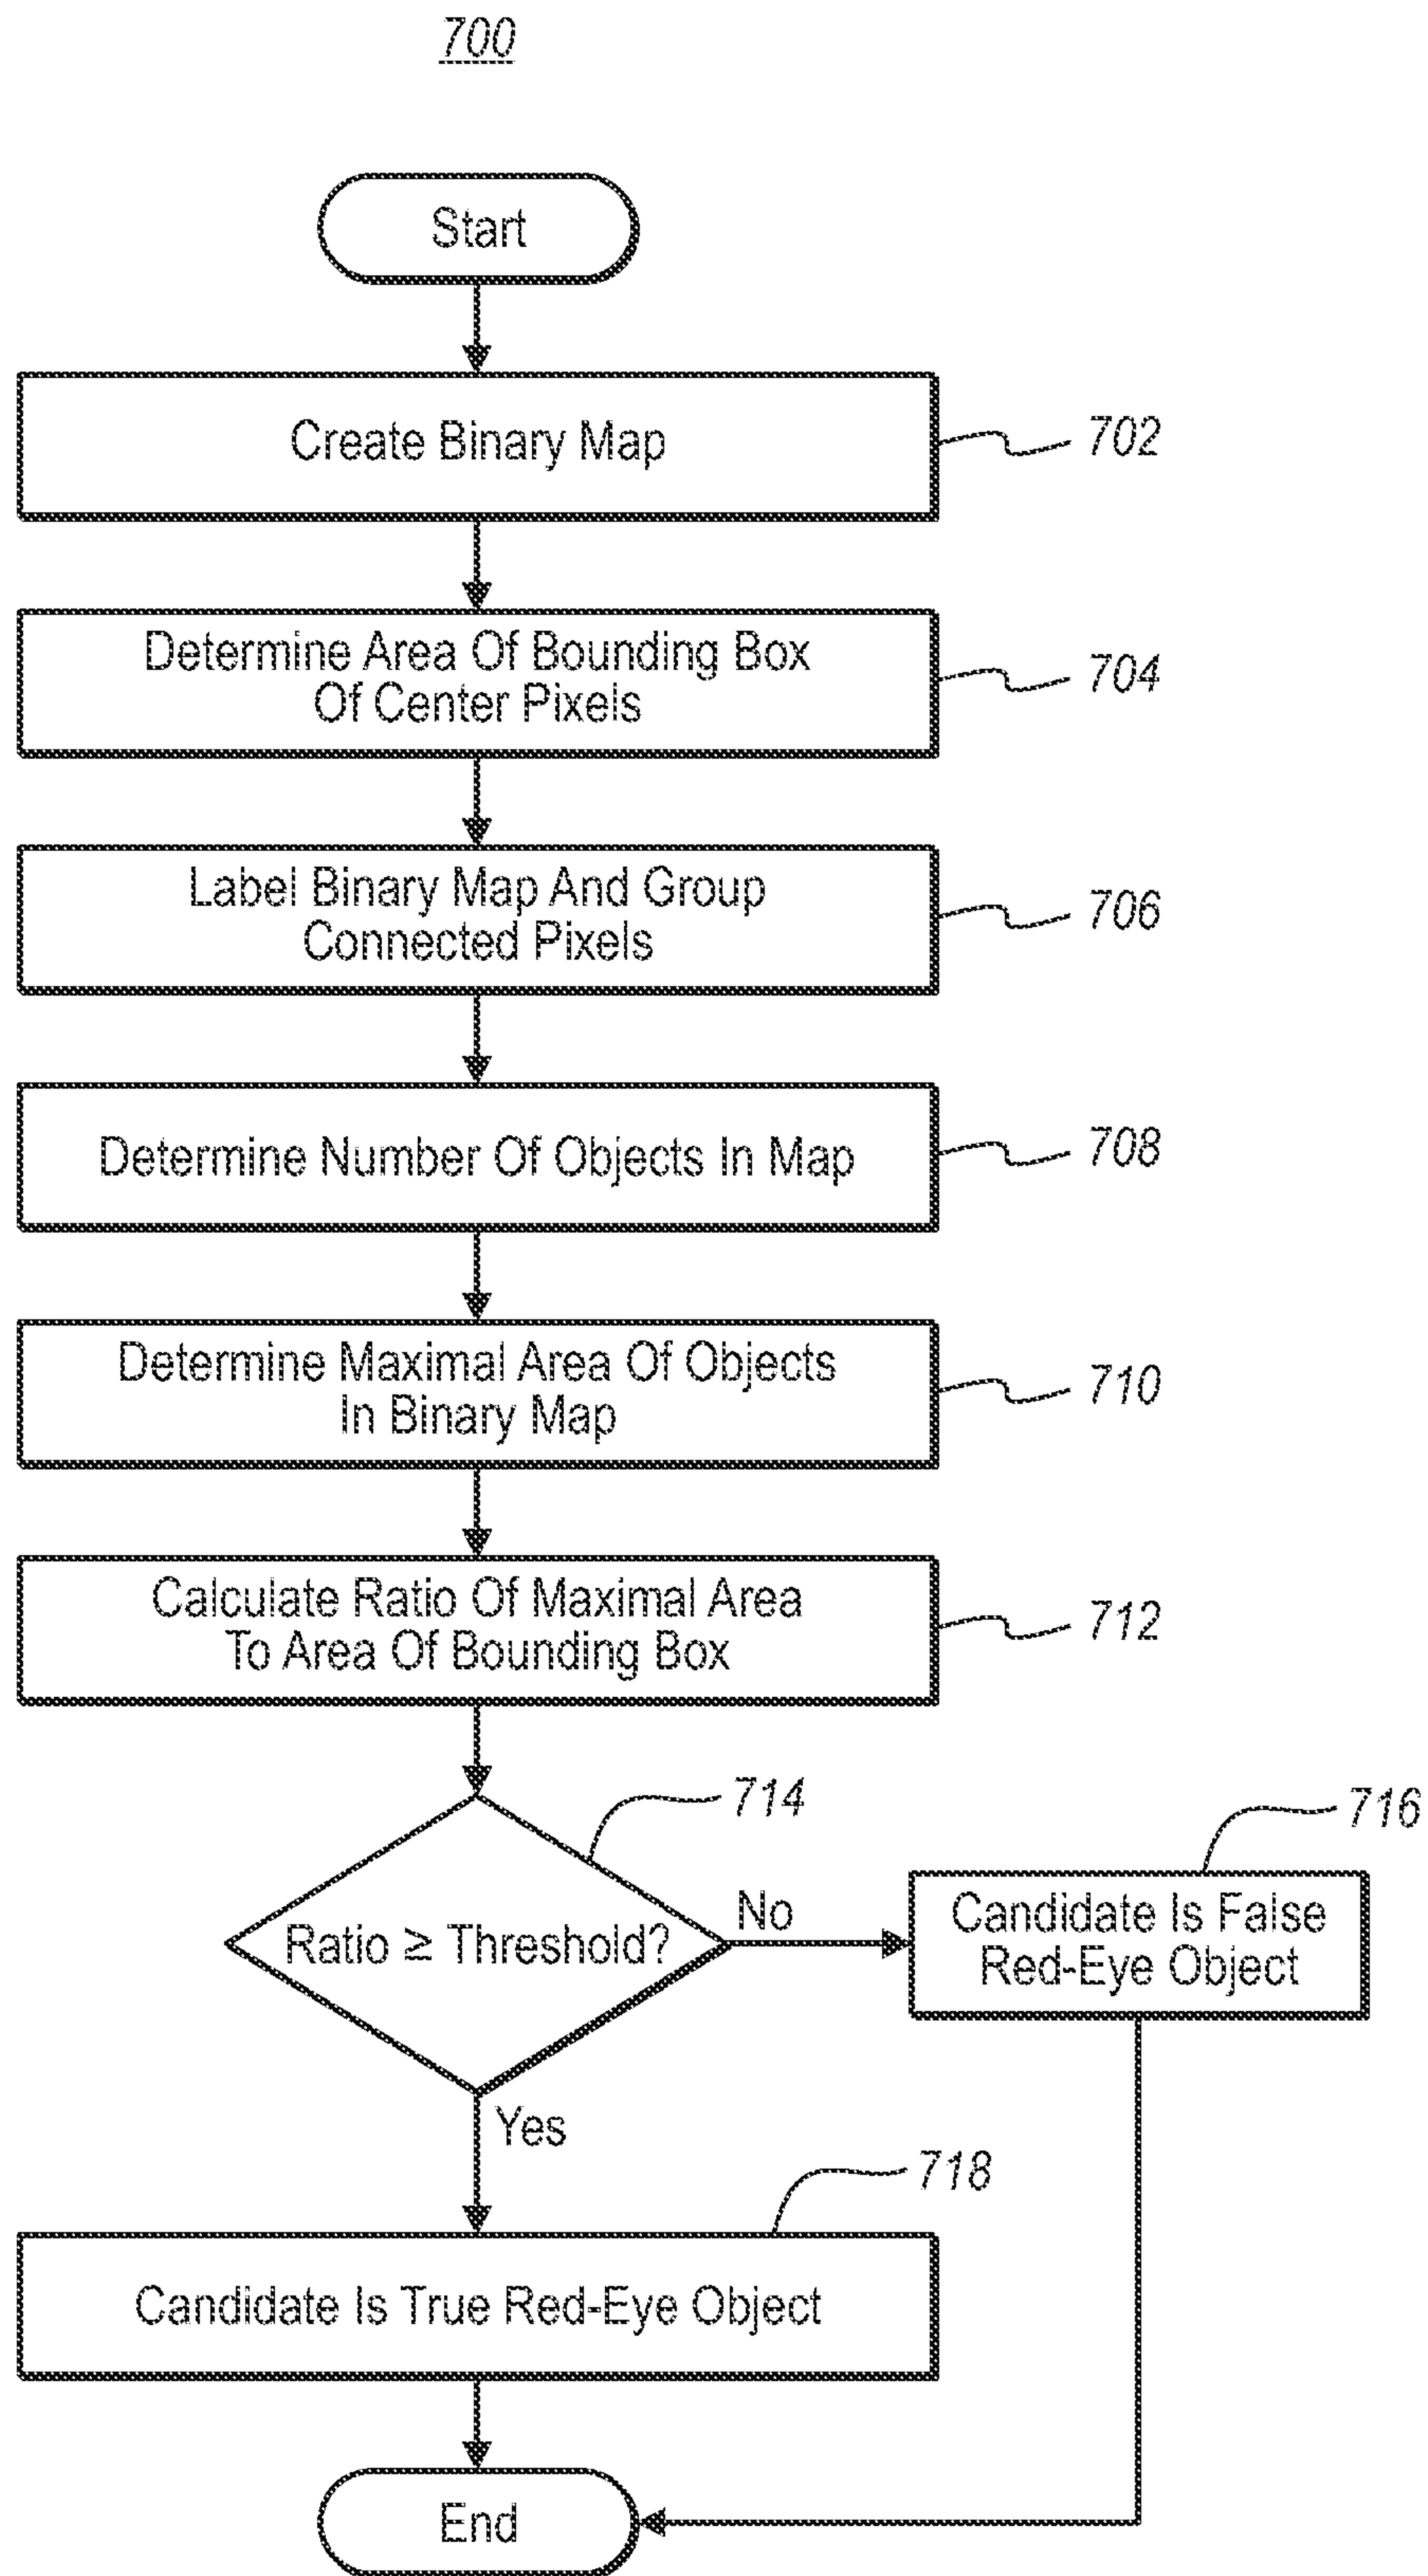 700
Start
Create Binary Map
702
Determine Area Of Bounding Box
Of Center Pixels
704
Label Binary Map And Group
Connected Pixels
706
Determine Number Of Objects In Map
708
Determine Maximal Area Of Objects
In Binary Map
710
Calculate Ratio Of Maximal Area
To Area Of Bounding Box
712
714
Ratio ≥ Threshold?
No
716
Candidate Is False
Red-Eye Object
Yes
718
Candidate Is True Red-Eye Object
End